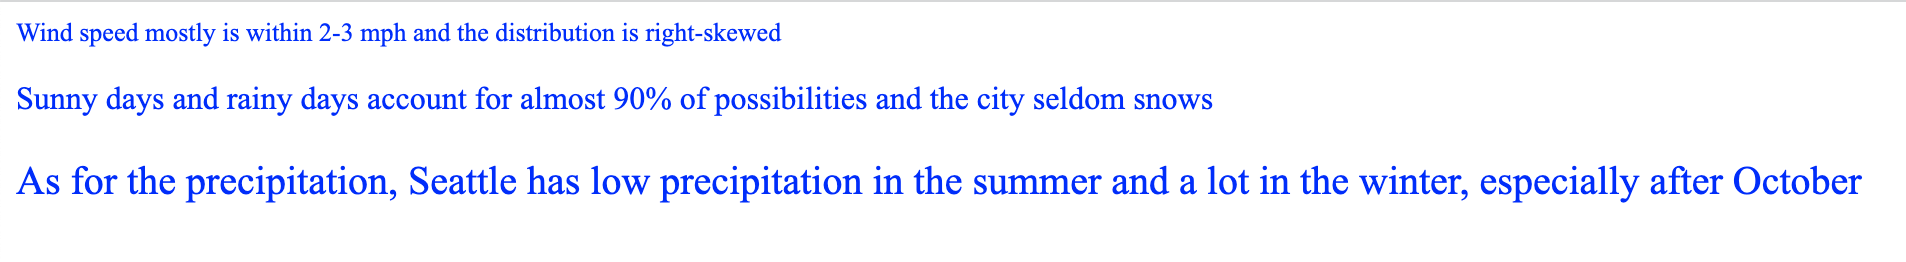 Wind speed mostly is within 2-3 mph and the distribution is right-skewed
Sunny days and rainy days account for almost 90% of possibilities and the city seldom snows
As for the precipitation, Seattle has low precipitation in the summer and a lot in the winter, especially after October